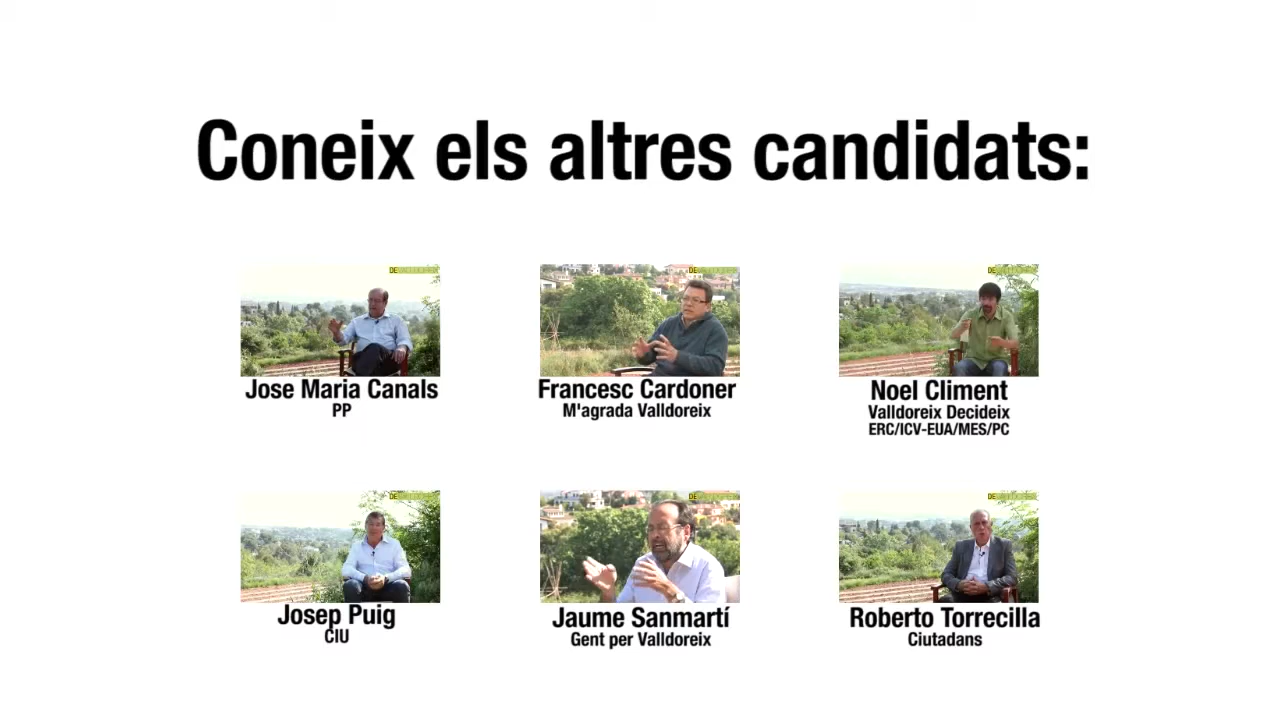 Coneix els altres candidats:
Jose Maria Canals
PP
Francesc Cardoner
M'agrada Valldoreix
Noel Climent
Valldoreix Decideix
ERC/ICV-EUA/MES/PC
Josep Puig
CIU
Jaume Sanmartí
Gent per Valldoreix
Roberto Torrecilla
Ciutadans